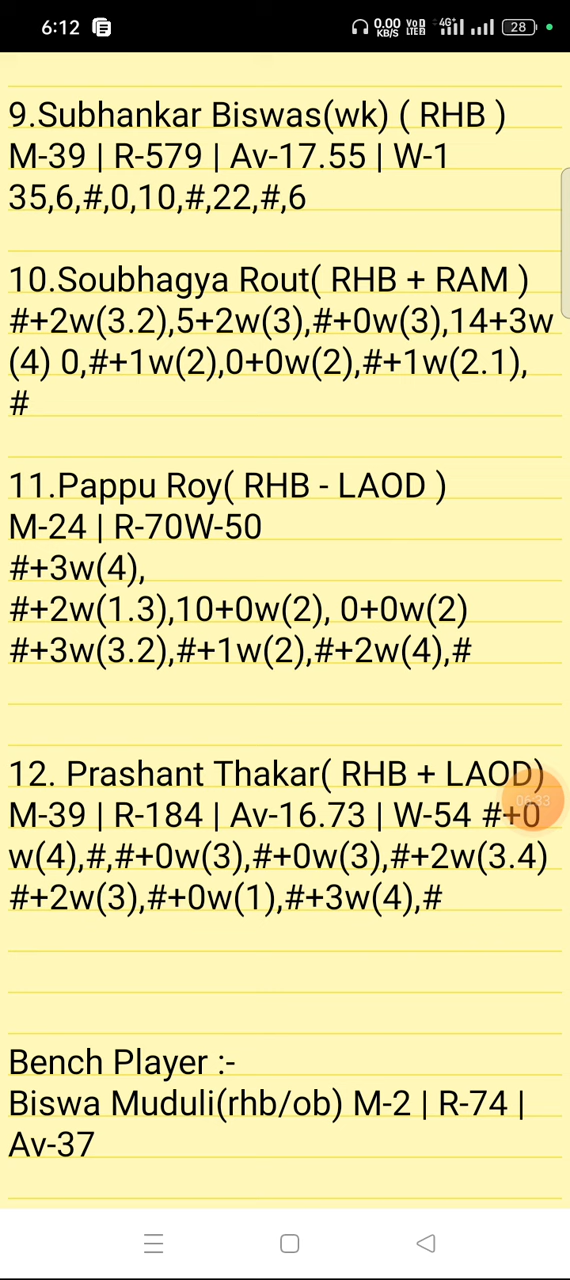 6:12
0.00 KB/S VoD LTE2 4G+ 28
9.Subhankar Biswas(wk) ( RHB )
M-39 | R-579 | Av-17.55 | W-1
35,6,#,0,10,#,22,#,6
10.Soubhagya Rout( RHB + RAM )
#+2w(3.2),5+2w(3),#+0w(3),14+3w
(4) 0,#+1w(2),0+0w(2),#+1w(2.1),
#
11.Pappu Roy( RHB - LAOD )
M-24 | R-70W-50
#+3w(4),
#+2w(1.3),10+0w(2), 0+0w(2)
#+3w(3.2),#+1w(2),#+2w(4),#
12. Prashant Thakar( RHB + LAOD)
M-39 | R-184 | Av-16.73 | W-54 #+0
06:33
w(4),#,#+0w(3),#+0w(3),#+2w(3.4)
#+2w(3),#+0w(1),#+3w(4),#
Bench Player :-
Biswa Muduli(rhb/ob) M-2 | R-74 |
Av-37